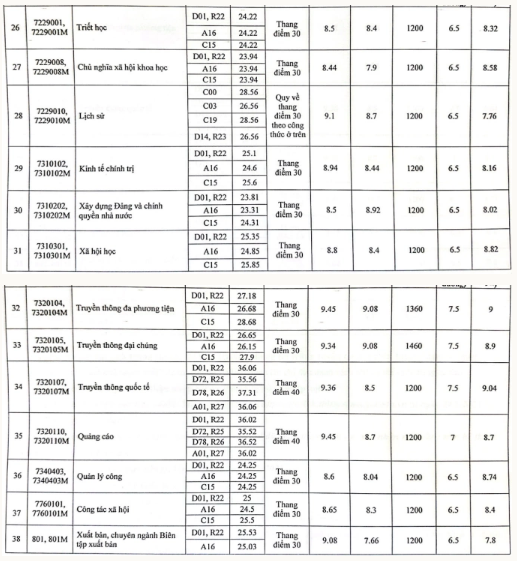 26 7229001, 7229001M Triết học D01, R22 24.22 Thang điểm 30 8.5 8.4 1200 6.5 8.32
A16 24.22
C15 24.22
27 7229008, 7229008M Chủ nghĩa xã hội khoa học D01, R22 23.94 Thang điểm 30 8.44 7.9 1200 6.5 8.58
A16 23.94
C15 23.94
28 7229010, 7229010M Lịch sử C00 28.56 Quy về thang điểm 30 theo công thức ở trên 9.1 8.7 1200 6.5 7.76
C03 26.56
C19 28.56
D14, R23 26.56
29 7310102, 7310102M Kinh tế chính trị D01, R22 25.1 Thang điểm 30 8.94 8.44 1200 6.5 8.16
A16 24.6
C15 25.6
30 7310202, 7310202M Xây dựng Đảng và chính quyền nhà nước D01, R22 23.81 Thang điểm 30 8.5 8.92 1200 6.5 8.02
A16 23.31
C15 24.31
31 7310301, 7310301M Xã hội học D01, R22 25.35 Thang điểm 30 8.8 8.4 1200 6.5 8.82
A16 24.85
C15 25.85
32 7320104, 7320104M Truyền thông đa phương tiện D01, R22 27.18 Thang điểm 30 9.45 9.08 1360 7.5 9
A16 26.68
C15 28.68
33 7320105, 7320105M Truyền thông đại chúng D01, R22 26.65 Thang điểm 30 9.34 9.08 1460 7.5 8.9
A16 26.15
C15 27.9
34 7320107, 7320107M Truyền thông quốc tế D01, R22 36.06 Thang điểm 40 9.36 8.5 1200 7.5 9.04
D72, R25 35.56
D78, R26 37.31
A01, R27 36.06
35 7320110, 7320110M Quảng cáo D01, R22 36.02 Thang điểm 40 9.45 8.7 1200 7 8.7
D72, R25 35.52
D78, R26 36.52
A01, R27 36.02
36 7340403, 7340403M Quản lý công D01, R22 24.25 Thang điểm 30 8.6 8.04 1200 6.5 8.74
A16 24.25
C15 24.25
37 7760101, 7760101M Công tác xã hội D01, R22 25 Thang điểm 30 8.65 8.3 1200 6.5 8.4
A16 24.5
C15 25.5
38 801, 801M Xuất bản, chuyên ngành Biên tập xuất bản D01, R22 25.53 Thang điểm 30 9.08 7.66 1200 6.5 7.8
A16 25.03